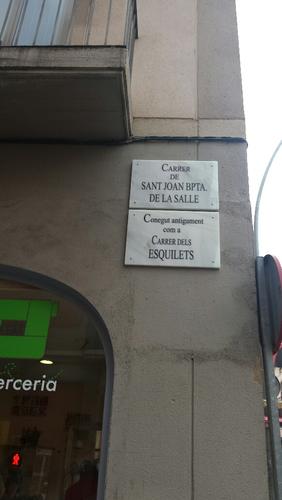 CARRER
DE
SANT JOAN BPTA.
DE LA SALLE
Conegut antigament
com a
CARRER DELS
ESQUILETS
erceria